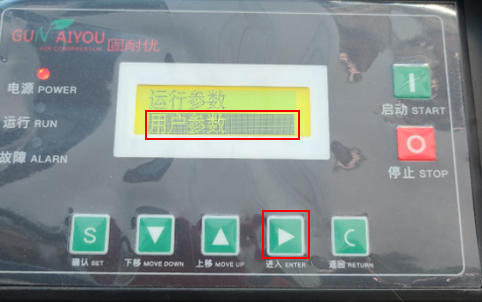 GUNAIYOU
AIR COMPRESSOR 固耐优
电源 POWER
运行 RUN
故障 ALARM
运行参数
用户参数
启动 START
停止 STOP
S
C
确认 SET
下移 MOVE DOWN
上移 MOVE UP
进入 ENTER
返回 RETURN